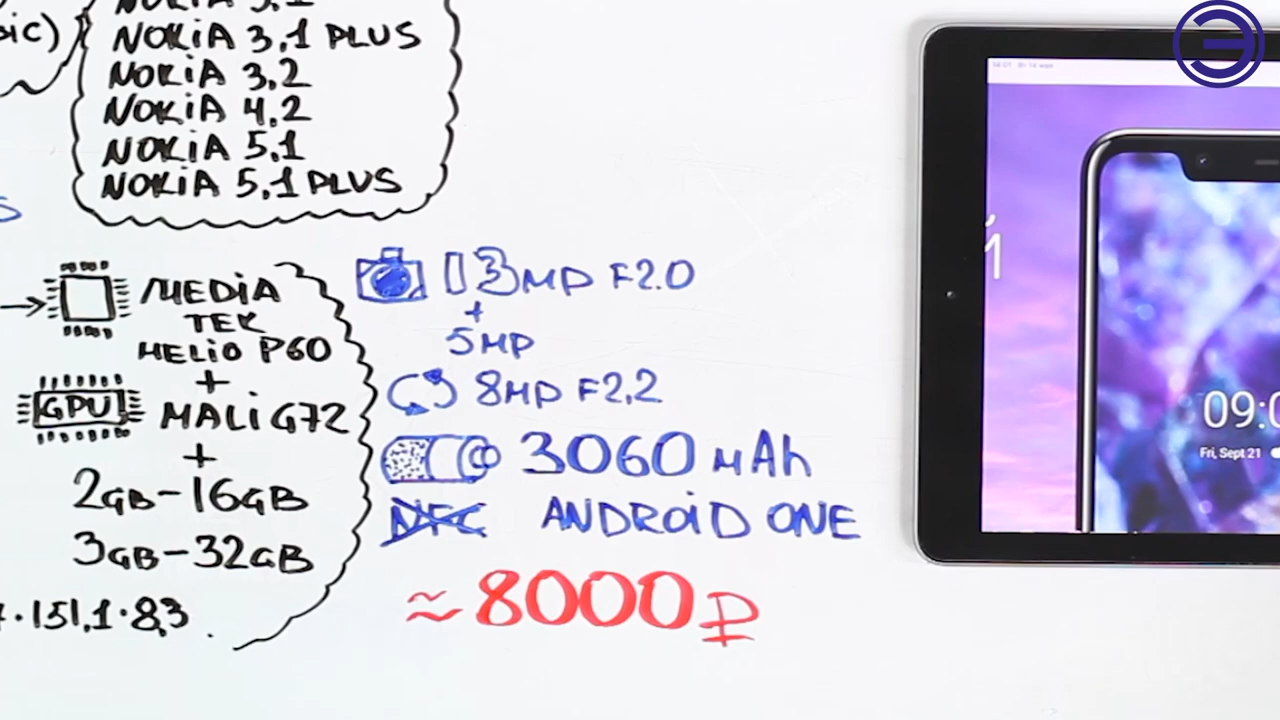 NOKIA 3,1 PLUS
NOKIA 3,2
NOKIA 4,2
NOKIA 5,1
NOKIA 5,1 PLUS
MEDIA
TEK
HELIO P60
+
GPU MALI G72
+
2GB-16GB
3GB-32GB
151,1·8,3
13MP F2.0
+
5MP
8MP F2,2
3060 mAh
NFC ANDROID ONE
≈8000₽
09:0
Fri, Sept 21